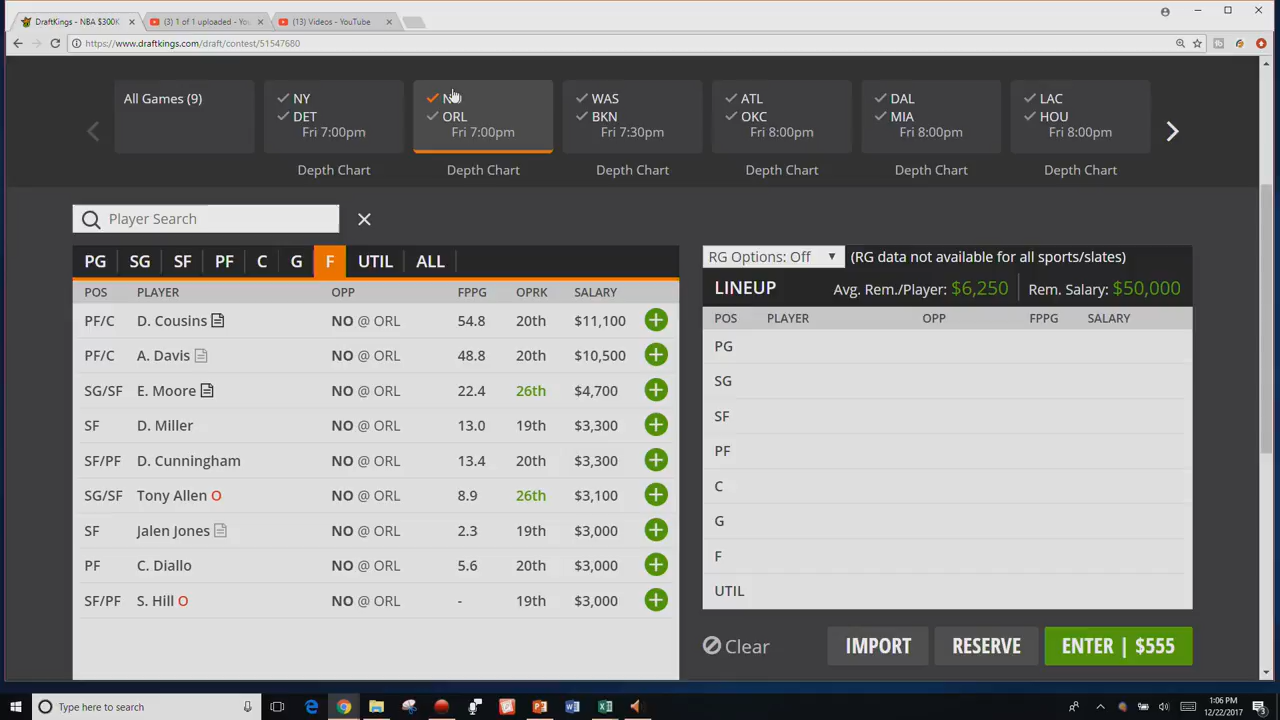 DraftKings - NBA $300K
(3) 1 of 1 uploaded - You
(13) Videos - YouTube
https://www.draftkings.com/draft/contest/51547680
All Games (9)
NY
DET
Fri 7:00pm
Depth Chart
NO
ORL
Fri 7:00pm
Depth Chart
WAS
BKN
Fri 7:30pm
Depth Chart
ATL
OKC
Fri 8:00pm
Depth Chart
DAL
MIA
Fri 8:00pm
Depth Chart
LAC
HOU
Fri 8:00pm
Depth Chart
Player Search
PG SG SF PF C G F UTIL ALL
POS PLAYER OPP FPPG OPRK SALARY
PF/C D. Cousins NO @ ORL 54.8 20th $11,100
PF/C A. Davis NO @ ORL 48.8 20th $10,500
SG/SF E. Moore NO @ ORL 22.4 26th $4,700
SF D. Miller NO @ ORL 13.0 19th $3,300
SF/PF D. Cunningham NO @ ORL 13.4 20th $3,300
SG/SF Tony Allen O NO @ ORL 8.9 26th $3,100
SF Jalen Jones NO @ ORL 2.3 19th $3,000
PF C. Diallo NO @ ORL 5.6 20th $3,000
SF/PF S. Hill O NO @ ORL - 19th $3,000
RG Options: Off (RG data not available for all sports/slates)
LINEUP Avg. Rem./Player: $6,250 Rem. Salary: $50,000
POS PLAYER OPP FPPG SALARY
PG
SG
SF
PF
C
G
F
UTIL
Clear IMPORT RESERVE ENTER | $555
Type here to search
1:06 PM
12/22/2017